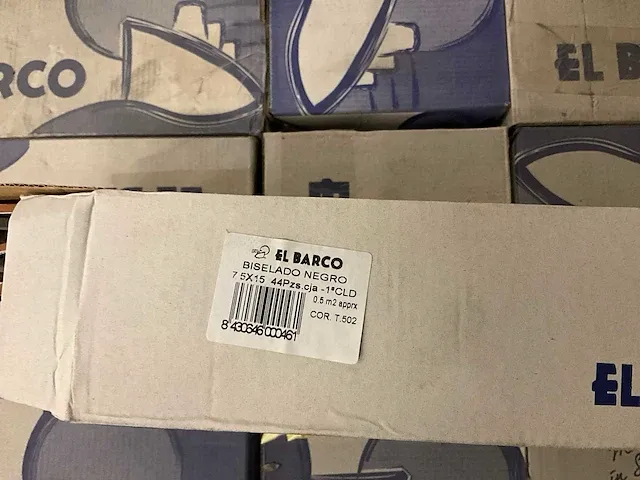 RCO
EL B
EL BARCO
BISELADO NEGRO
7.5X15 44Pzs.cja -1ªCLD
0.5 m2 apprx
COR. T.502
8 430646 000461
EL